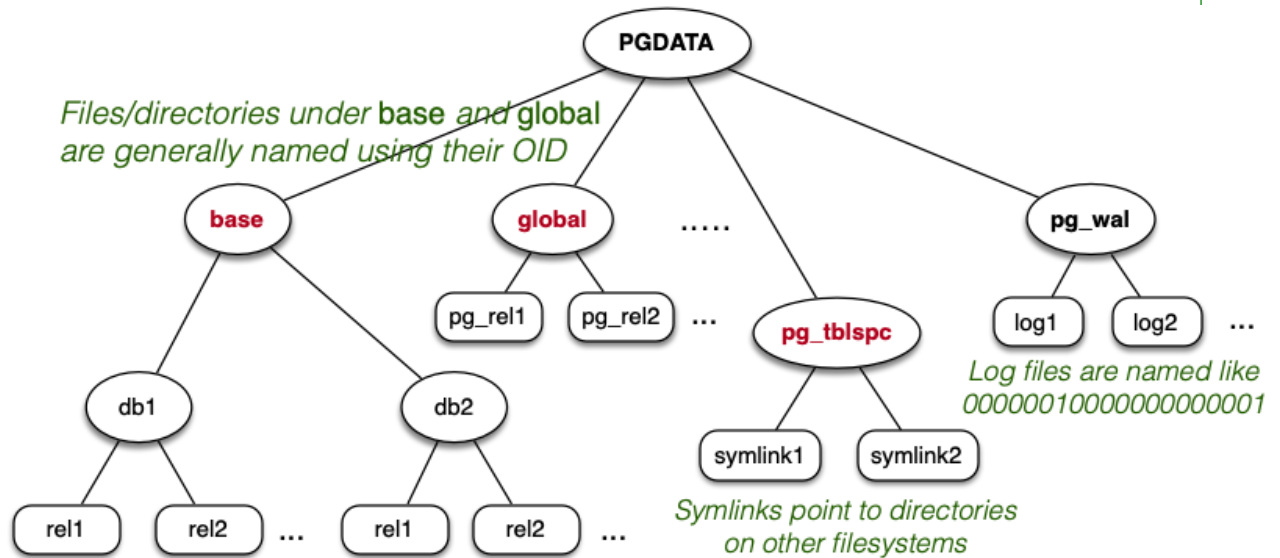 PGDATA
Files/directories under base and global
are generally named using their OID
base
global
.....
pg_wal
pg_rel1
pg_rel2
...
pg_tblspc
log1
log2
...
Log files are named like
00000010000000000001
db1
db2
symlink1
symlink2
rel1
rel2
...
rel1
rel2
...
Symlinks point to directories
on other filesystems